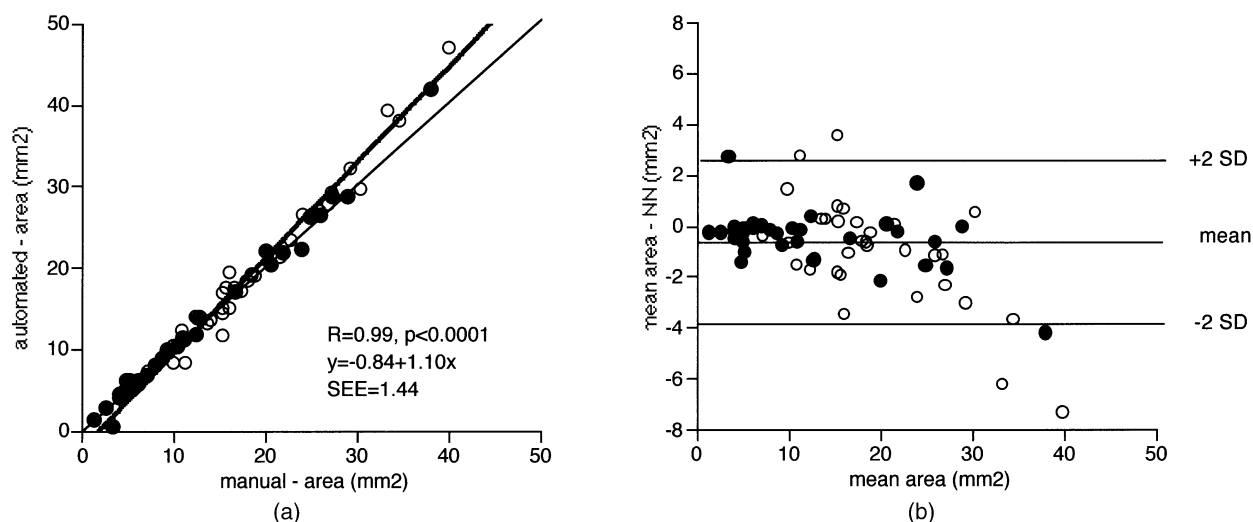 50
40
30
20
10
0
automated - area (mm2)
R=0.99, p<0.0001
y=-0.84+1.10x
SEE=1.44
0 10 20 30 40 50
manual - area (mm2)
(a)
8
6
4
2
0
-2
-4
-6
-8
mean area - NN (mm2)
+2 SD
mean
-2 SD
0 10 20 30 40 50
mean area (mm2)
(b)